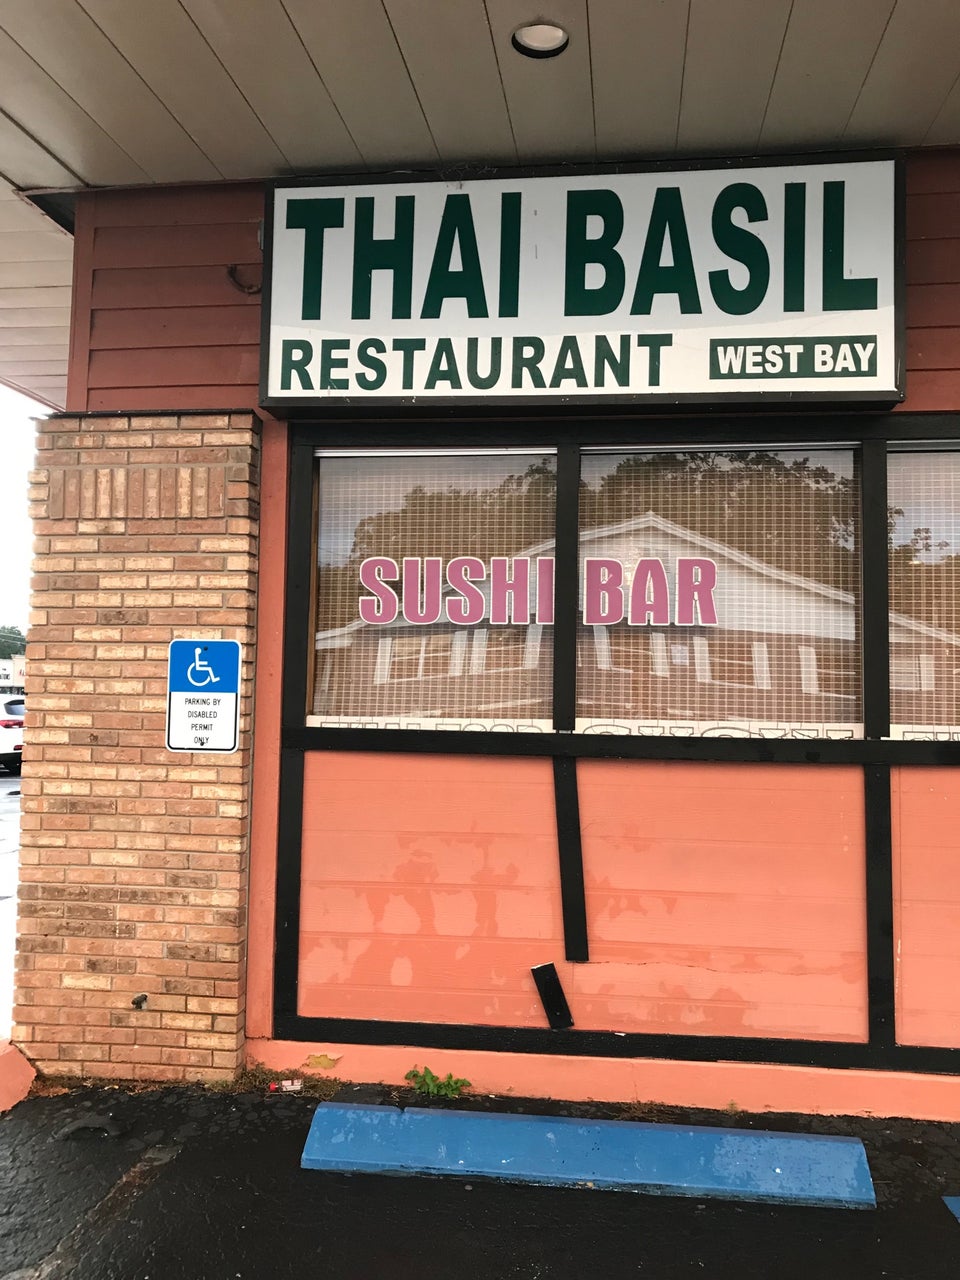 THAI BASIL
RESTAURANT WEST BAY
SUSHI BAR
PARKING BY
DISABLED
PERMIT
ONLY